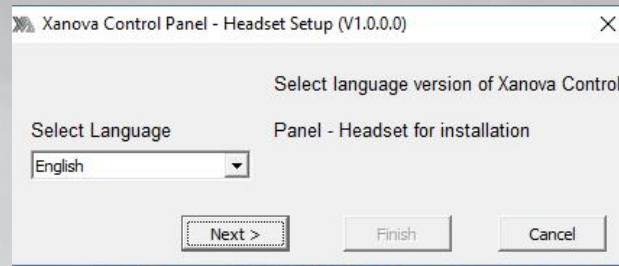 Xanova Control Panel - Headset Setup (V1.0.0.0)
Select language version of Xanova Control
Select Language
Panel - Headset for installation
English
Next >
Finish
Cancel